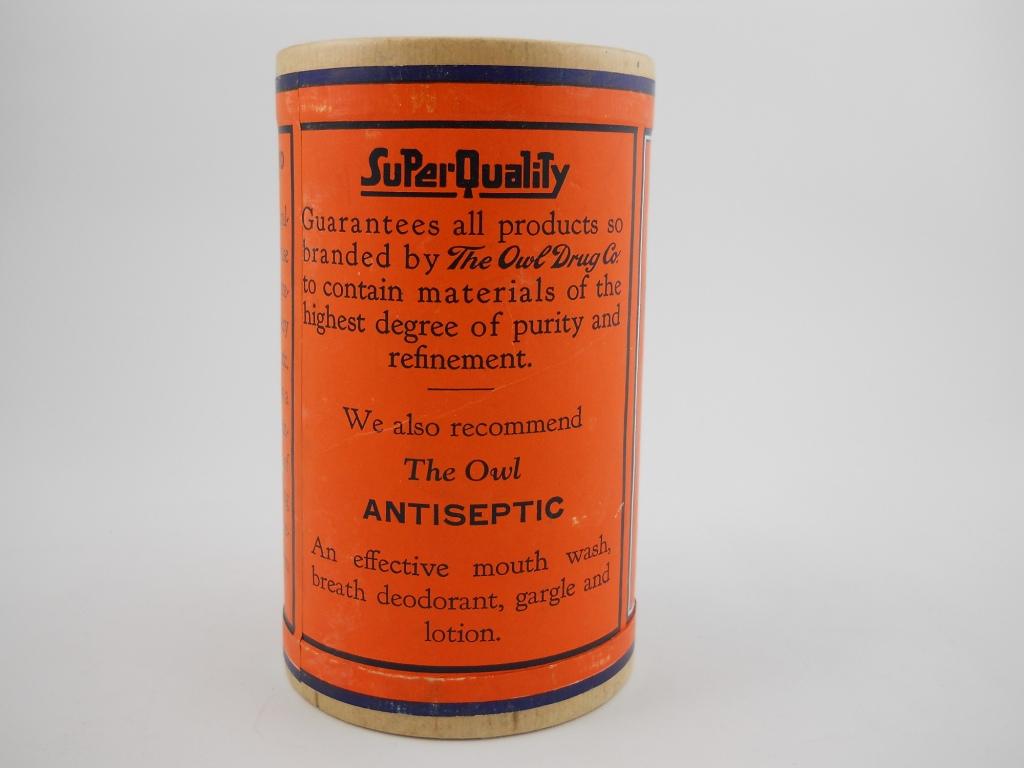 SuPerQualiTy
Guarantees all products so
branded by The Owl Drug Co.
to contain materials of the
highest degree of purity and
refinement.
We also recommend
The Owl
ANTISEPTIC
An effective mouth wash,
breath deodorant, gargle and
lotion.